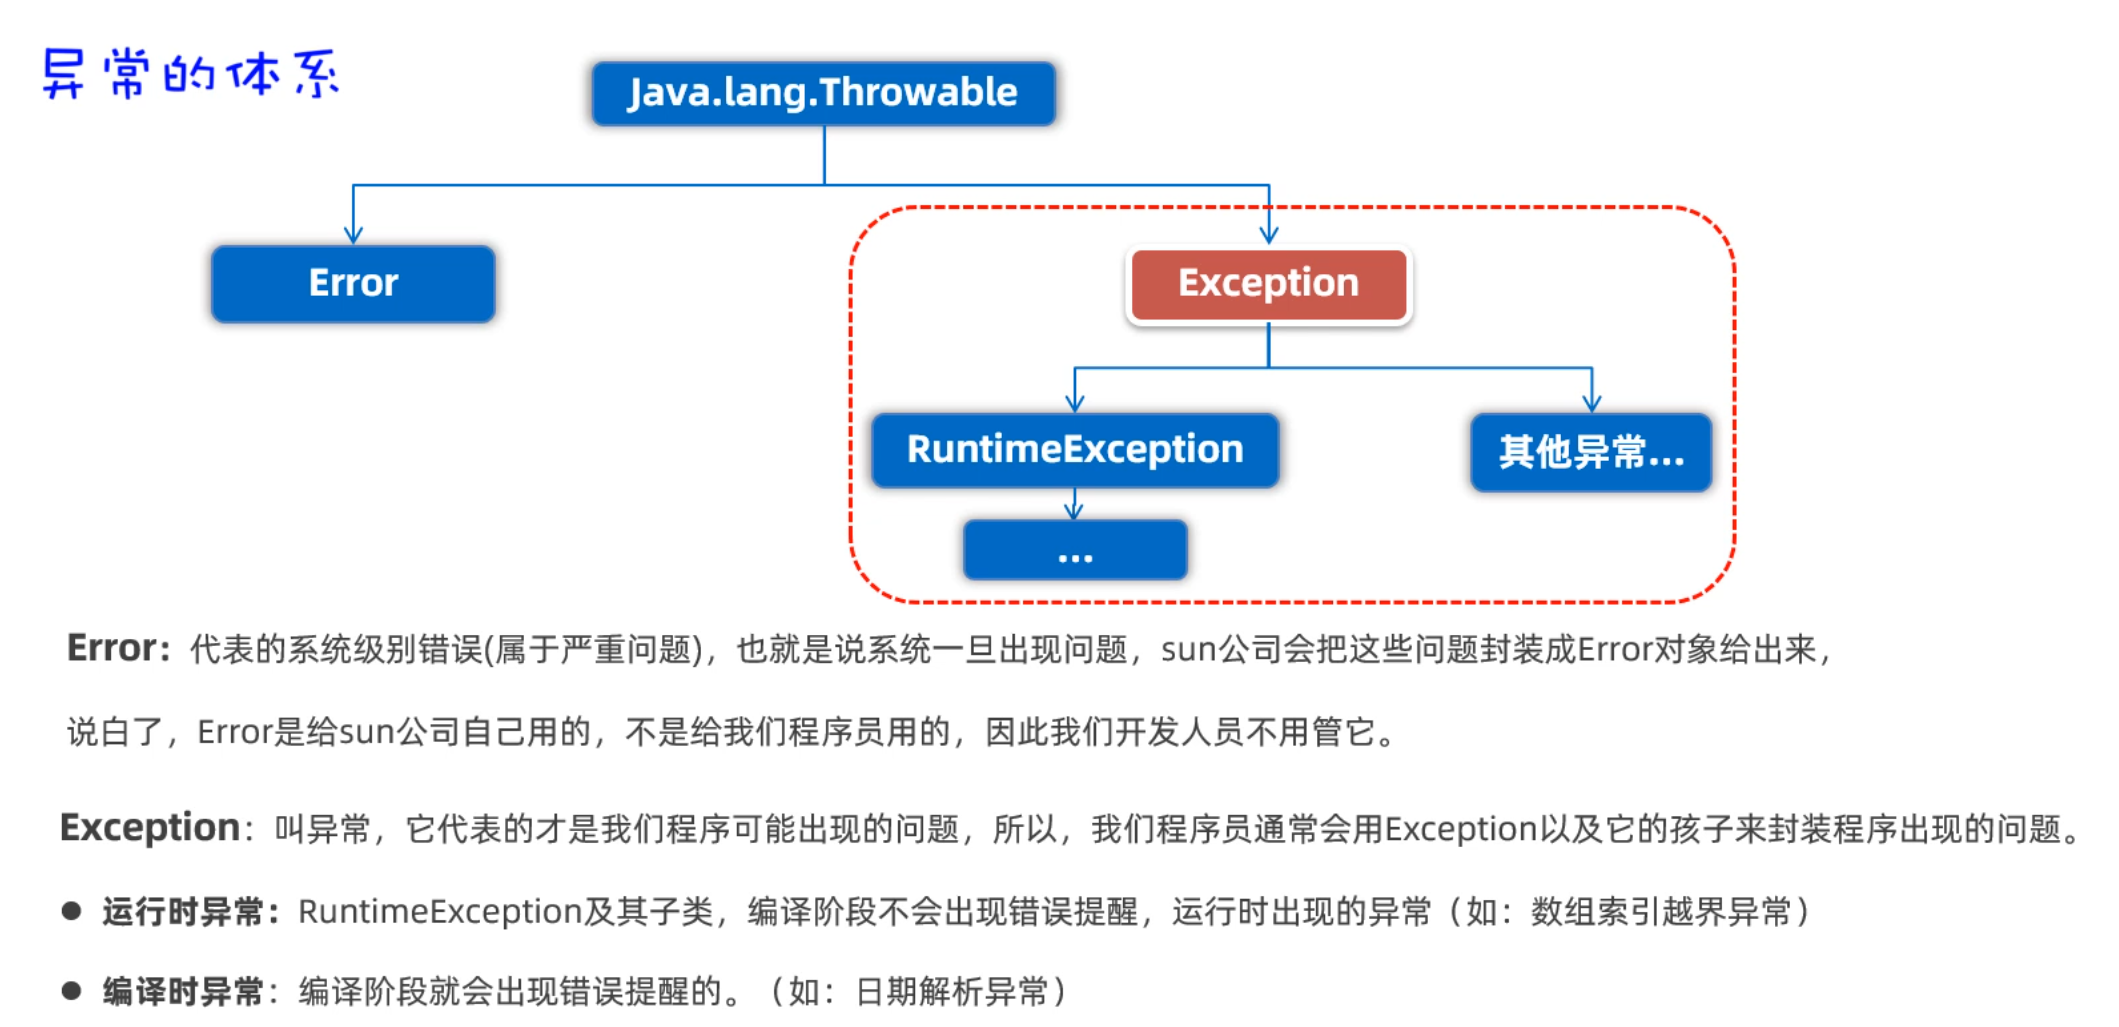 异常的体系
Java.lang.Throwable
Error
Exception
RuntimeException
其他异常...
...
Error：代表的系统级别错误(属于严重问题)，也就是说系统一旦出现问题，sun公司会把这些问题封装成Error对象给出来，
说白了，Error是给sun公司自己用的，不是给我们程序员用的，因此我们开发人员不用管它。
Exception：叫异常，它代表的才是我们程序可能出现的问题，所以，我们程序员通常会用Exception以及它的孩子来封装程序出现的问题。
● 运行时异常：RuntimeException及其子类，编译阶段不会出现错误提醒，运行时出现的异常（如：数组索引越界异常）
● 编译时异常：编译阶段就会出现错误提醒的。（如：日期解析异常）